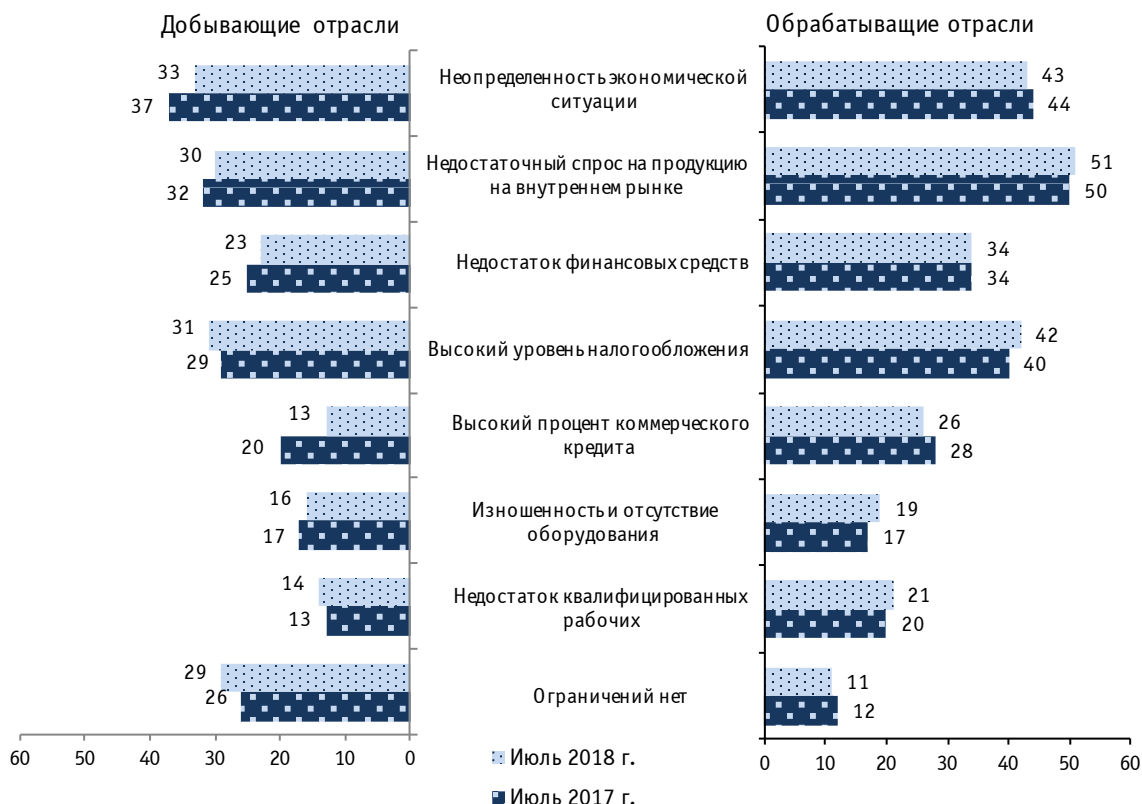 Добывающие отрасли
Обрабатыващие отрасли
33
37
Неопределенность экономической
ситуации
43
44
30
32
Недостаточный спрос на продукцию
на внутреннем рынке
51
50
23
25
Недостаток финансовых средств
34
34
31
29
Высокий уровень налогообложения
42
40
13
20
Высокий процент коммерческого
кредита
26
28
16
17
Изношенность и отсутствие
оборудования
19
17
14
13
Недостаток квалифицированных
рабочих
21
20
29
26
Ограничений нет
11
12
60 50 40 30 20 10 0
0 10 20 30 40 50 60
Июль 2018 г.
Июль 2017 г.